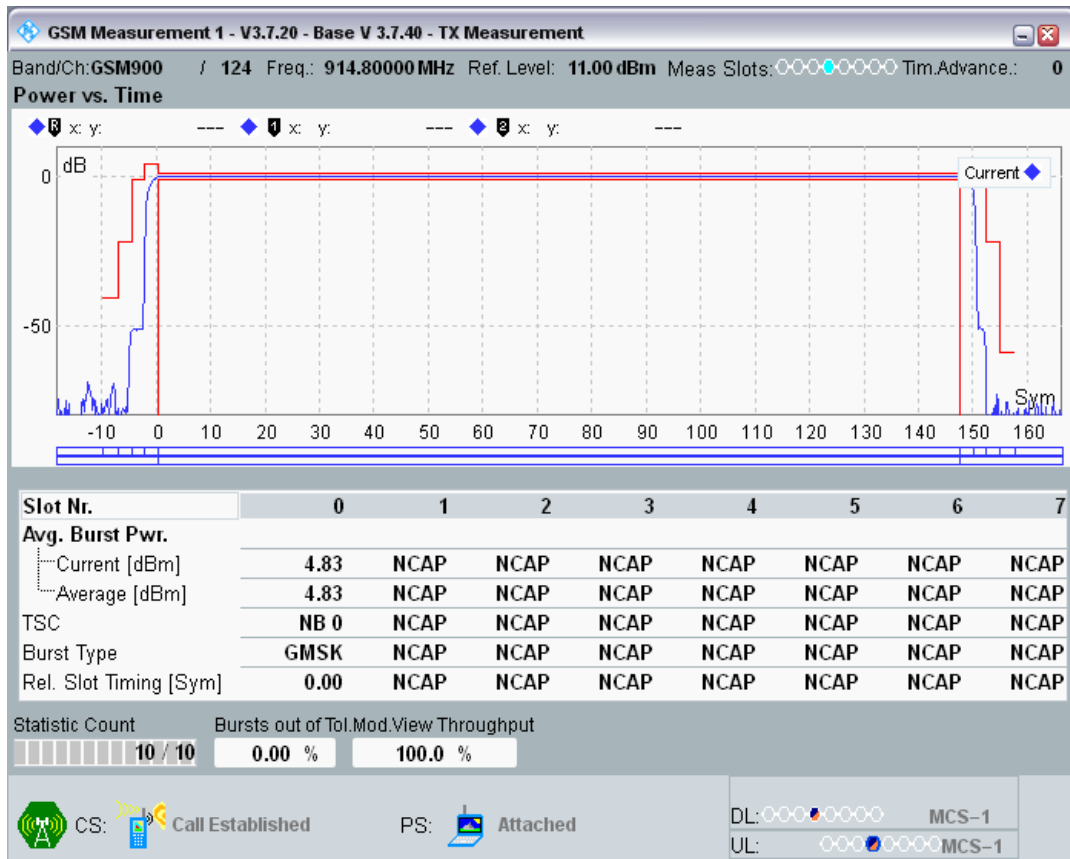 GSM Measurement 1 - V3.7.20 - Base V 3.7.40 - TX Measurement
Band/Ch:GSM900 / 124 Freq.: 914.80000 MHz Ref. Level: 11.00 dBm Meas Slots: Tim.Advance.: 0
Power vs. Time
R x: y: --- 1 x: y: --- 2 x: y: ---
dB
Current
0
-50
Sym
-10 0 10 20 30 40 50 60 70 80 90 100 110 120 130 140 150 160
Slot Nr. 0 1 2 3 4 5 6 7
Avg. Burst Pwr.
Current [dBm] 4.83 NCAP NCAP NCAP NCAP NCAP NCAP NCAP
Average [dBm] 4.83 NCAP NCAP NCAP NCAP NCAP NCAP NCAP
TSC NB 0 NCAP NCAP NCAP NCAP NCAP NCAP NCAP
Burst Type GMSK NCAP NCAP NCAP NCAP NCAP NCAP NCAP
Rel. Slot Timing [Sym] 0.00 NCAP NCAP NCAP NCAP NCAP NCAP NCAP
Statistic Count Bursts out of Tol.Mod.View Throughput
10 / 10 0.00 % 100.0 %
CS: Call Established PS: Attached
DL: MCS-1
UL: MCS-1